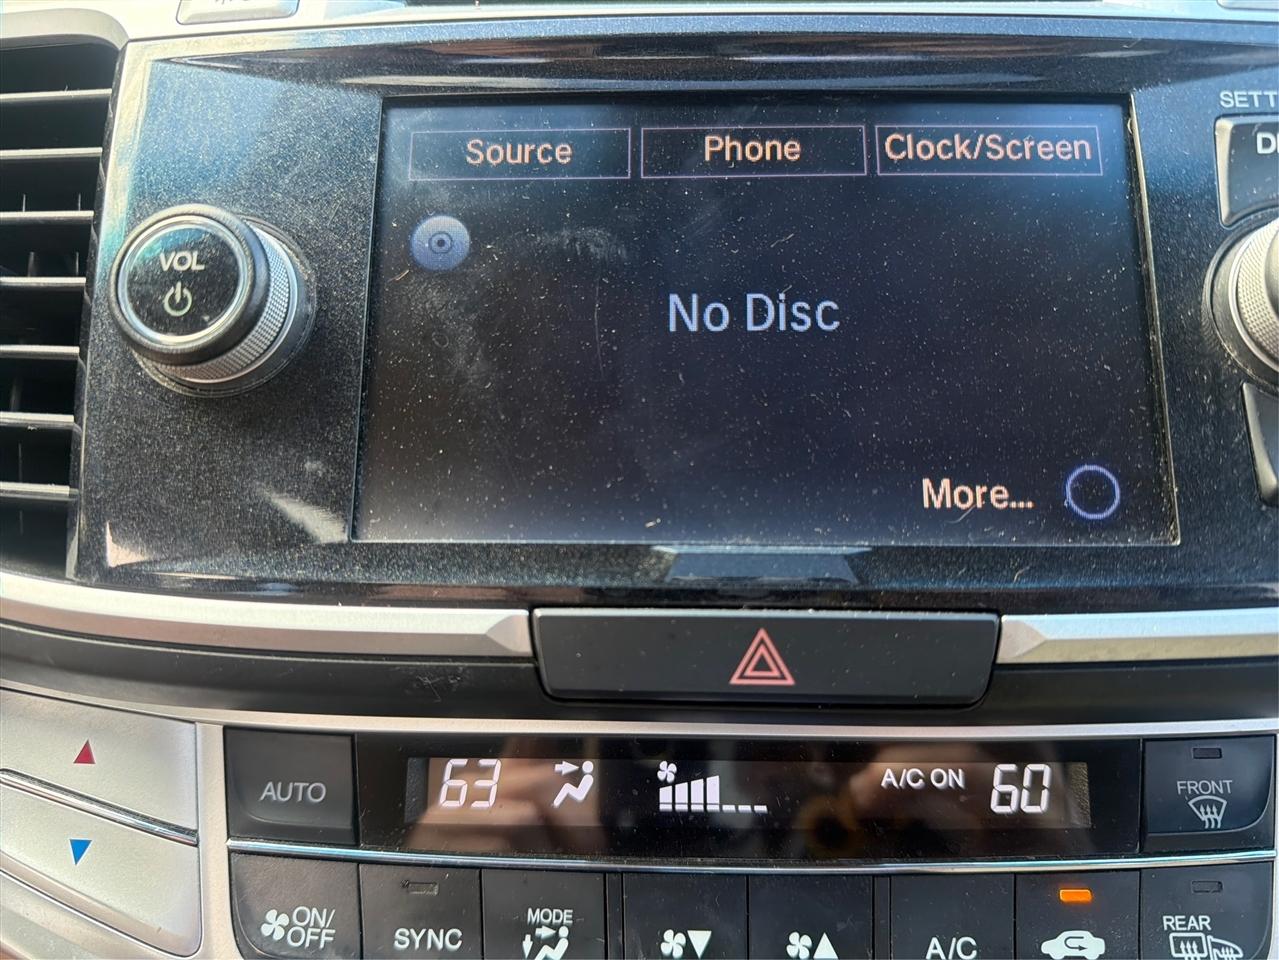 SETT
Source Phone Clock/Screen
VOL
No Disc
More...
AUTO
63
A/C ON
60
FRONT
ON/
OFF
SYNC
MODE
A/C
REAR